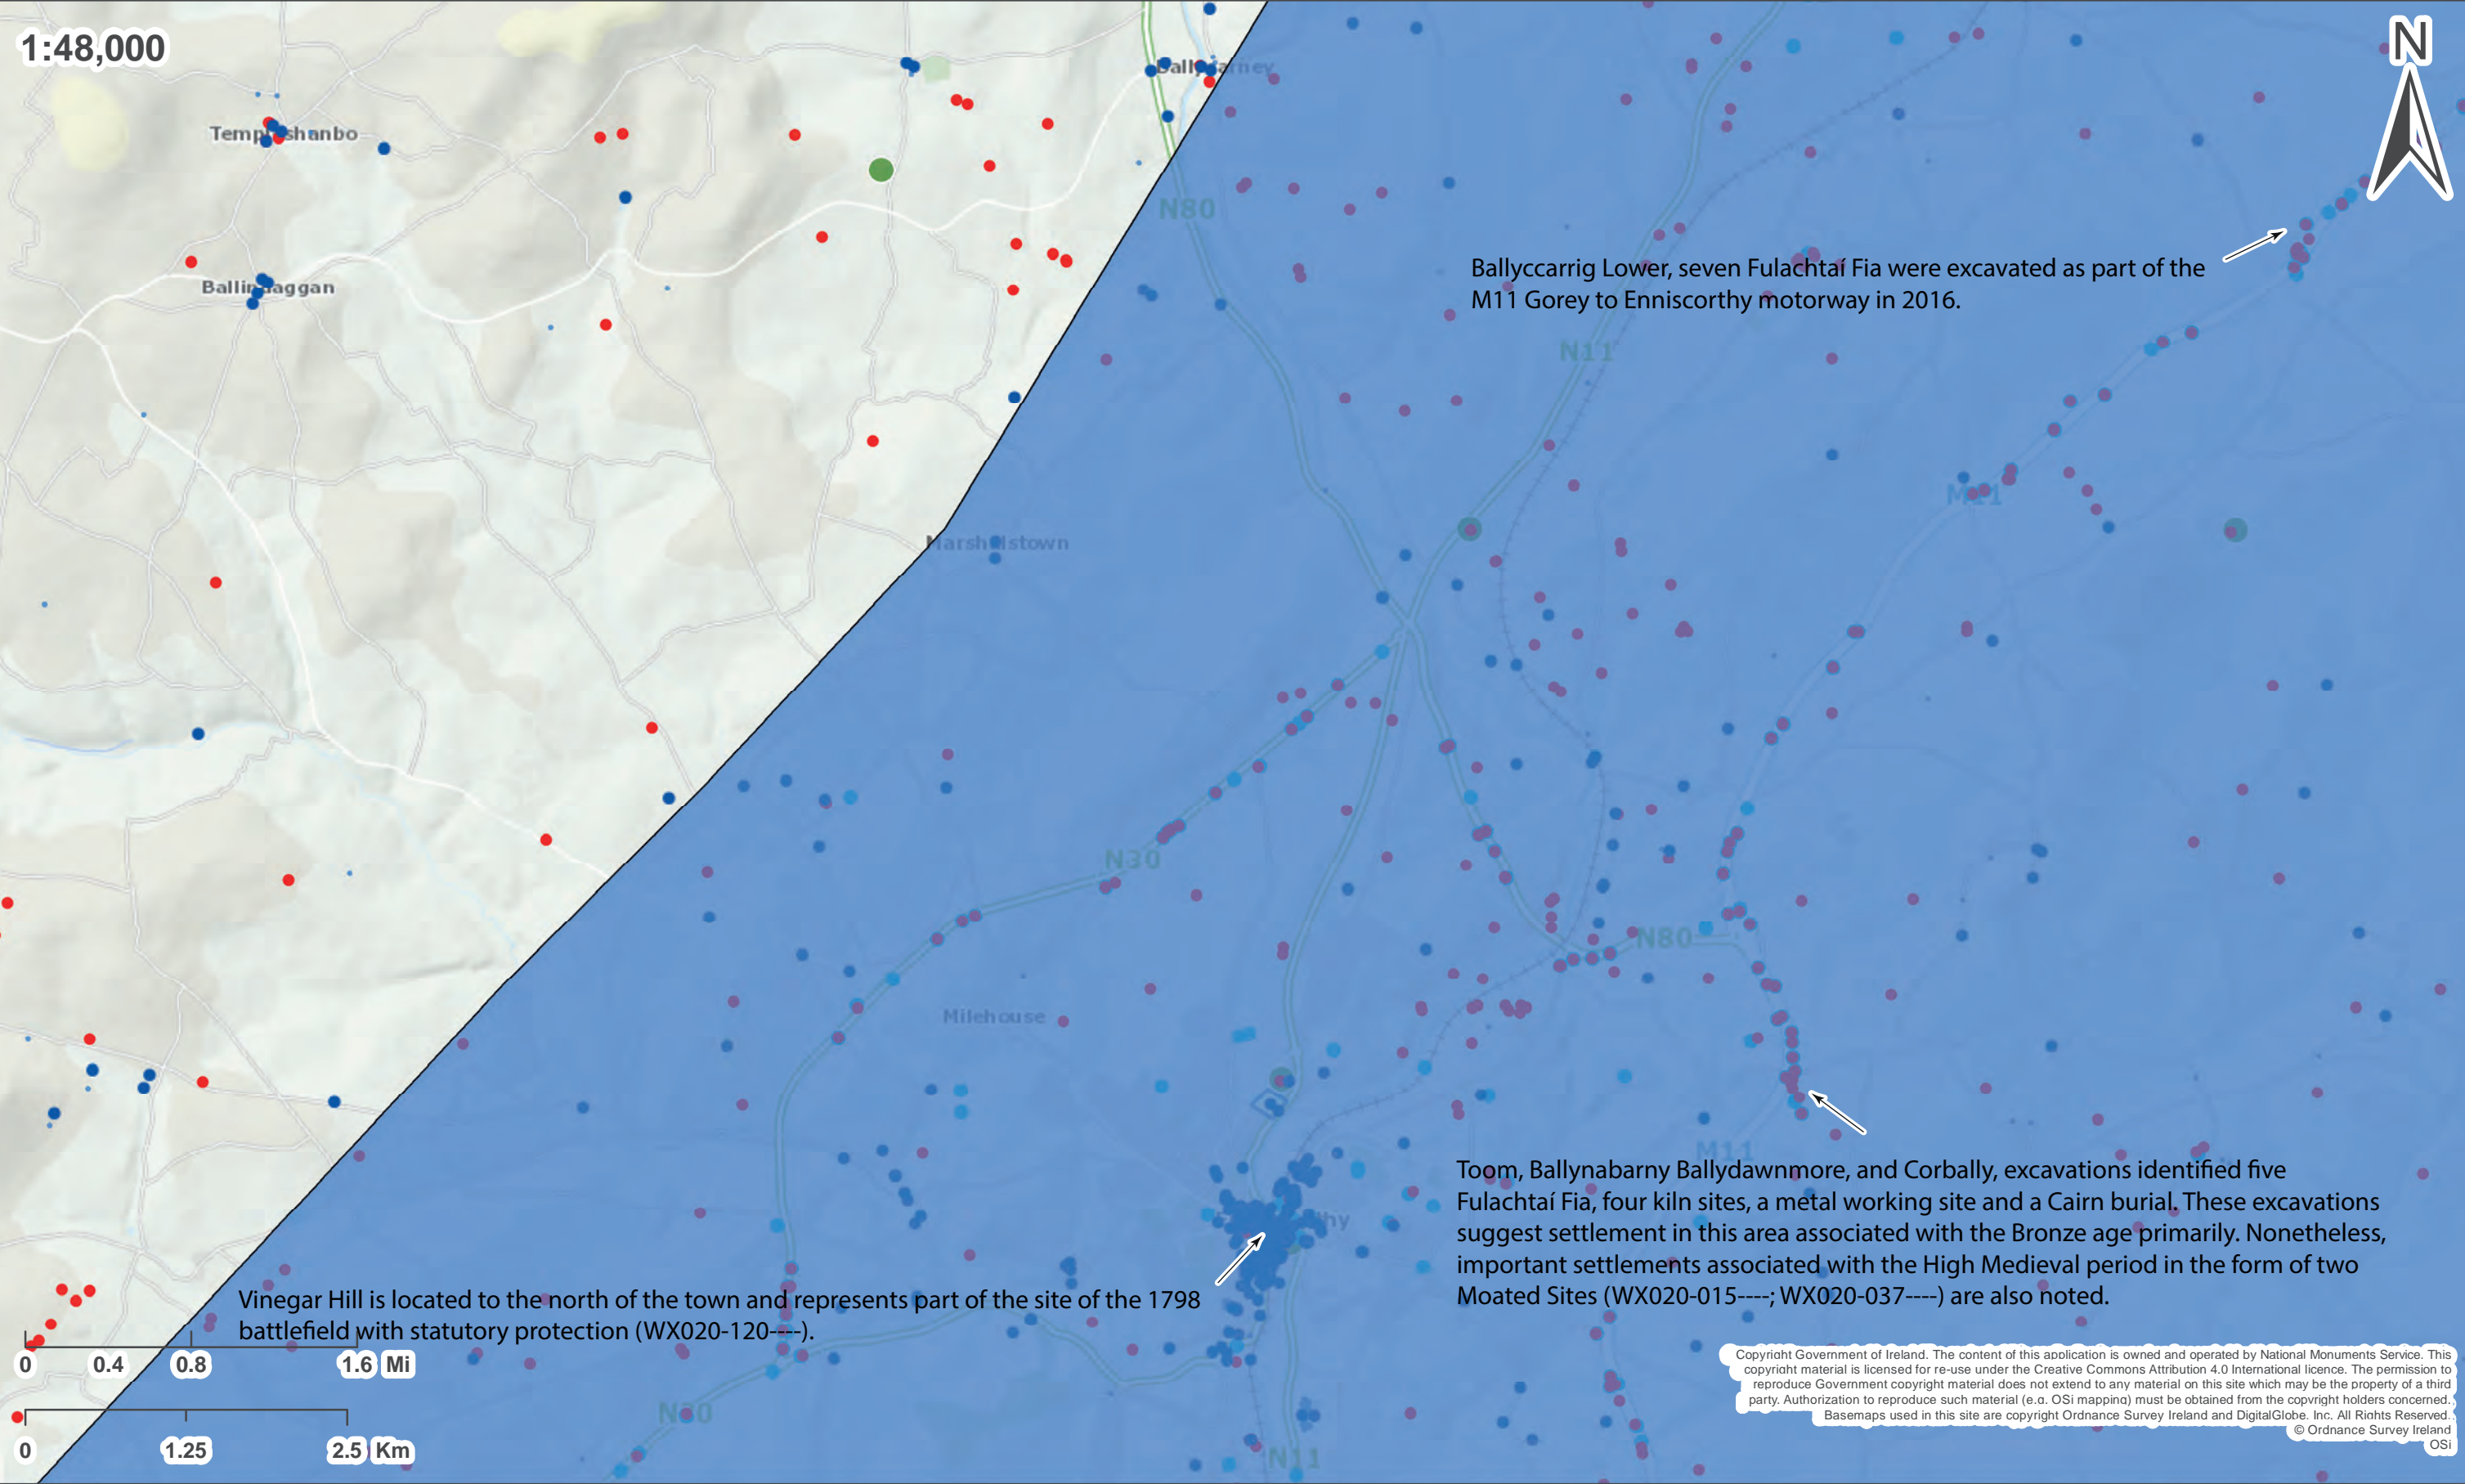 1:48,000
N
Ballycarney
Templeshanbo
N80
Ballyccarrig Lower, seven Fulachtaí Fia were excavated as part of the
M11 Gorey to Enniscorthy motorway in 2016.
Ballindaggan
N11
M11
Marshalstown
N30
N80
Milehouse
M11
Toom, Ballynabarny Ballydawnmore, and Corbally, excavations identified five
Fulachtaí Fia, four kiln sites, a metal working site and a Cairn burial. These excavations
suggest settlement in this area associated with the Bronze age primarily. Nonetheless,
important settlements associated with the High Medieval period in the form of two
Moated Sites (WX020-015----; WX020-037----) are also noted.
Vinegar Hill is located to the north of the town and represents part of the site of the 1798
battlefield with statutory protection (WX020-120----).
0 0.4 0.8 1.6 Mi
0 1.25 2.5 Km
N30
N11
Copyright Government of Ireland. The content of this application is owned and operated by National Monuments Service. This
copyright material is licensed for re-use under the Creative Commons Attribution 4.0 International licence. The permission to
reproduce Government copyright material does not extend to any material on this site which may be the property of a third
party. Authorization to reproduce such material (e.g. OSi mapping) must be obtained from the copyright holders concerned.
Basemaps used in this site are copyright Ordnance Survey Ireland and DigitalGlobe. Inc. All Rights Reserved.
© Ordnance Survey Ireland
OSi